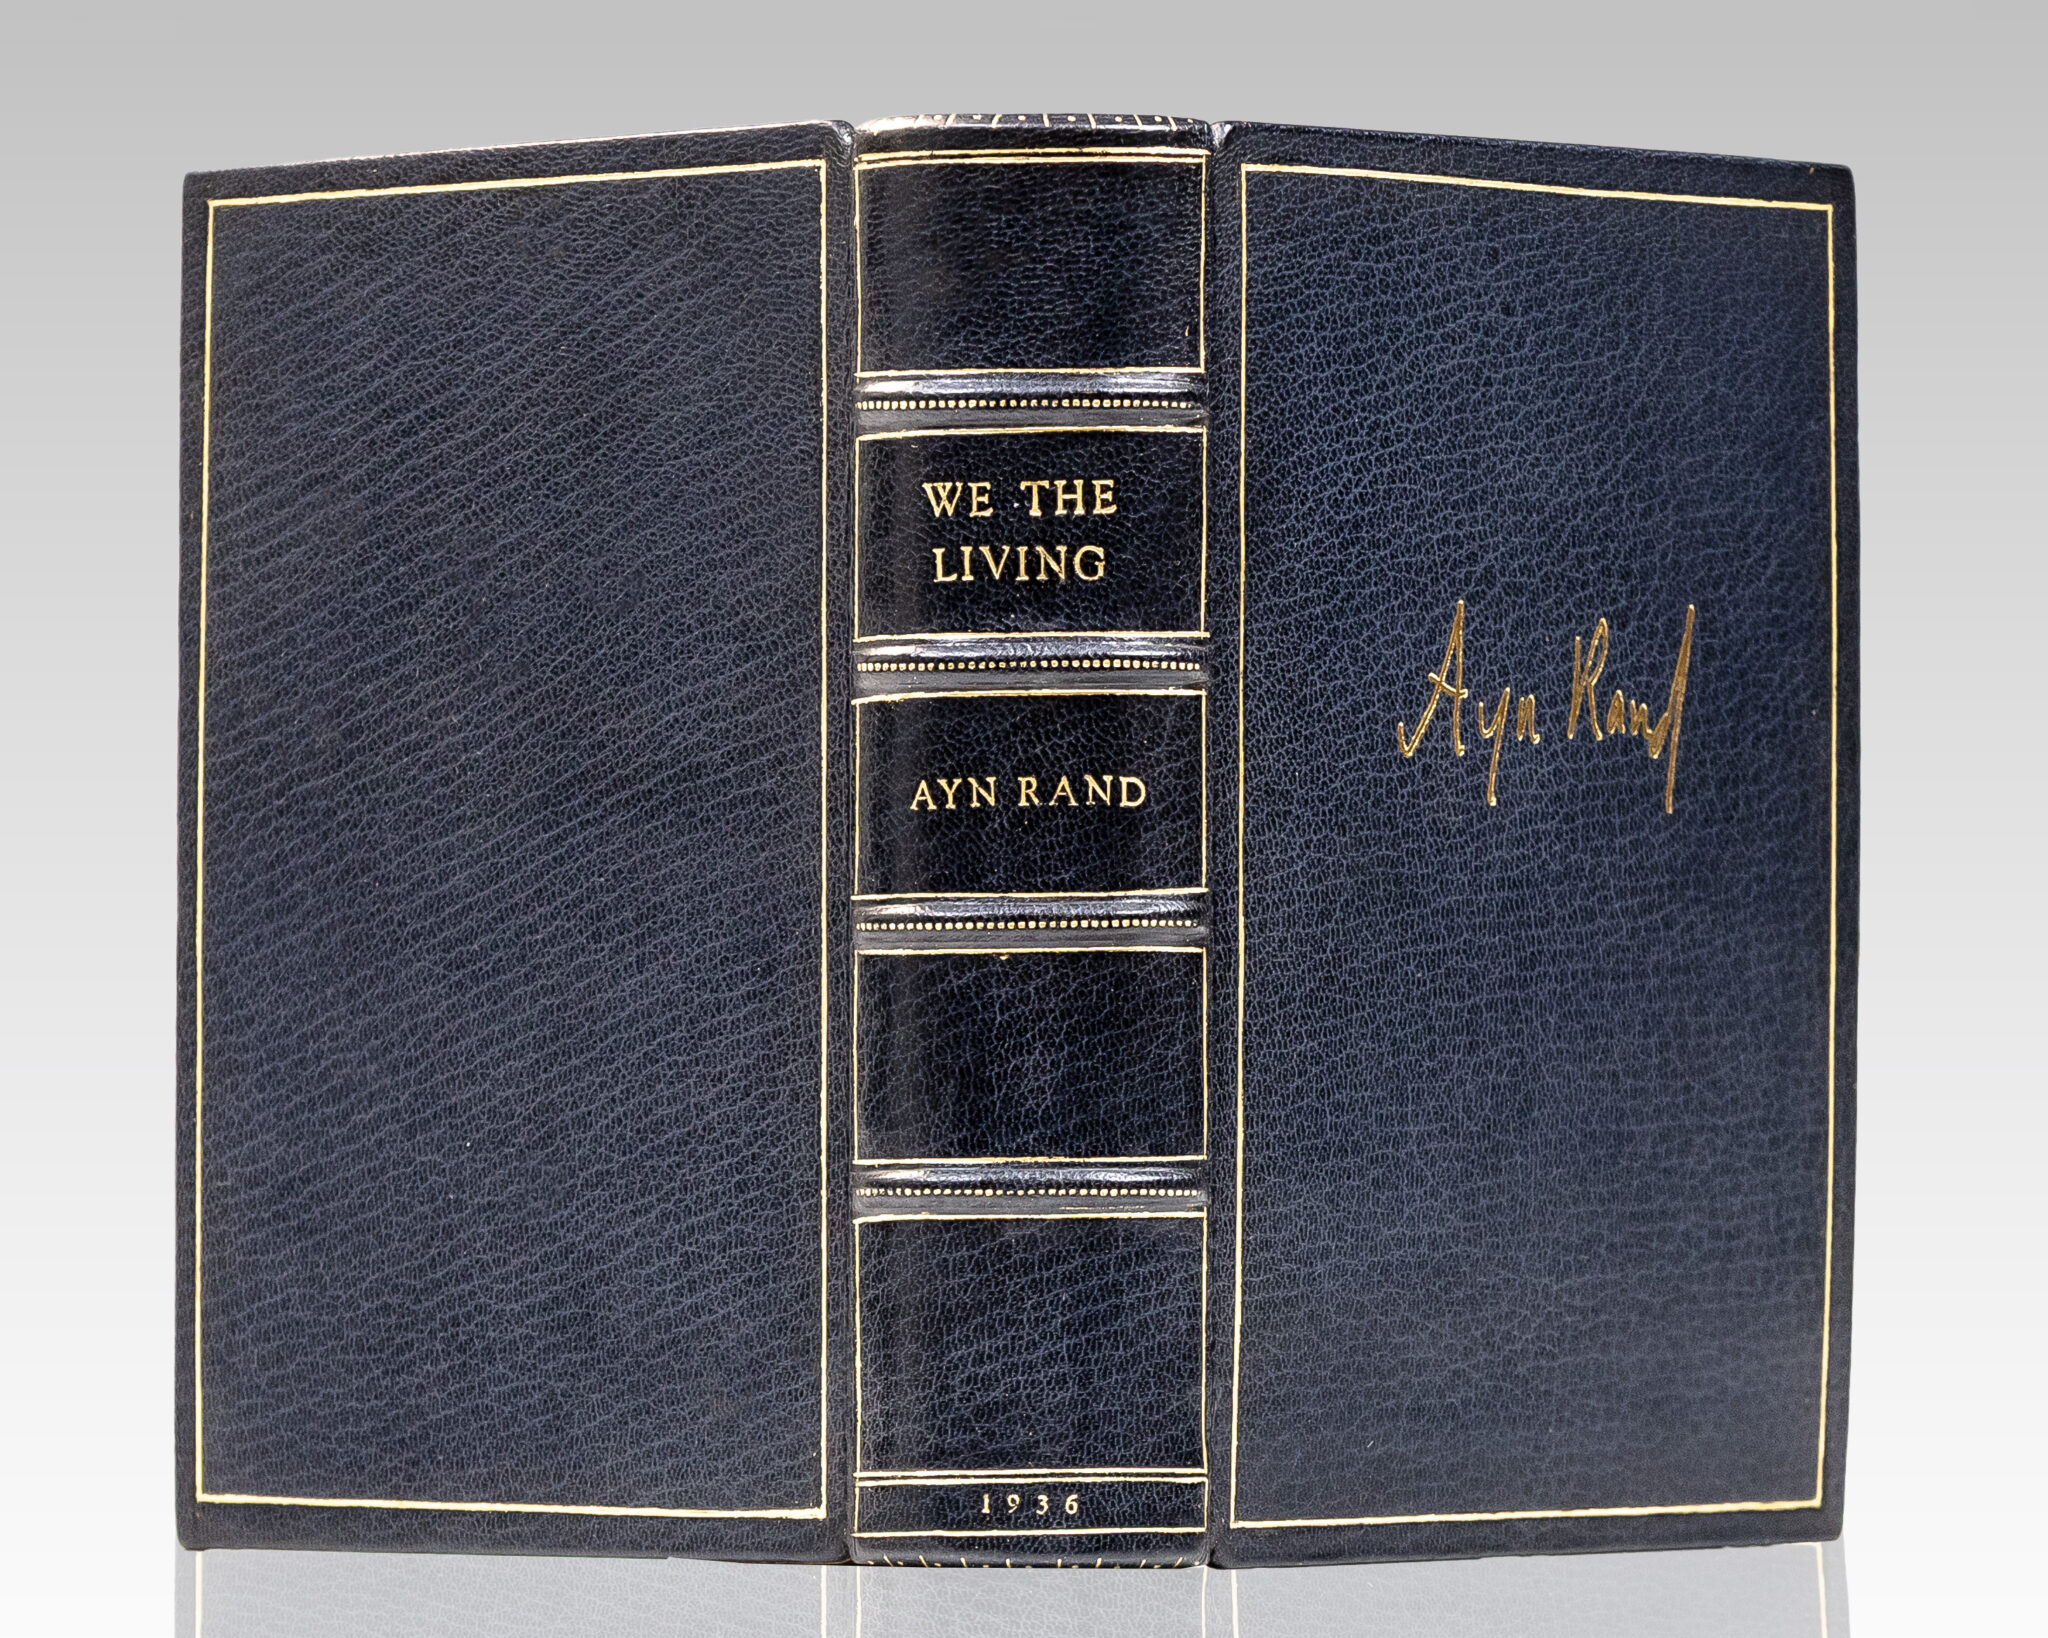 WE THE
LIVING
AYN RAND
1936
Ayn Rand